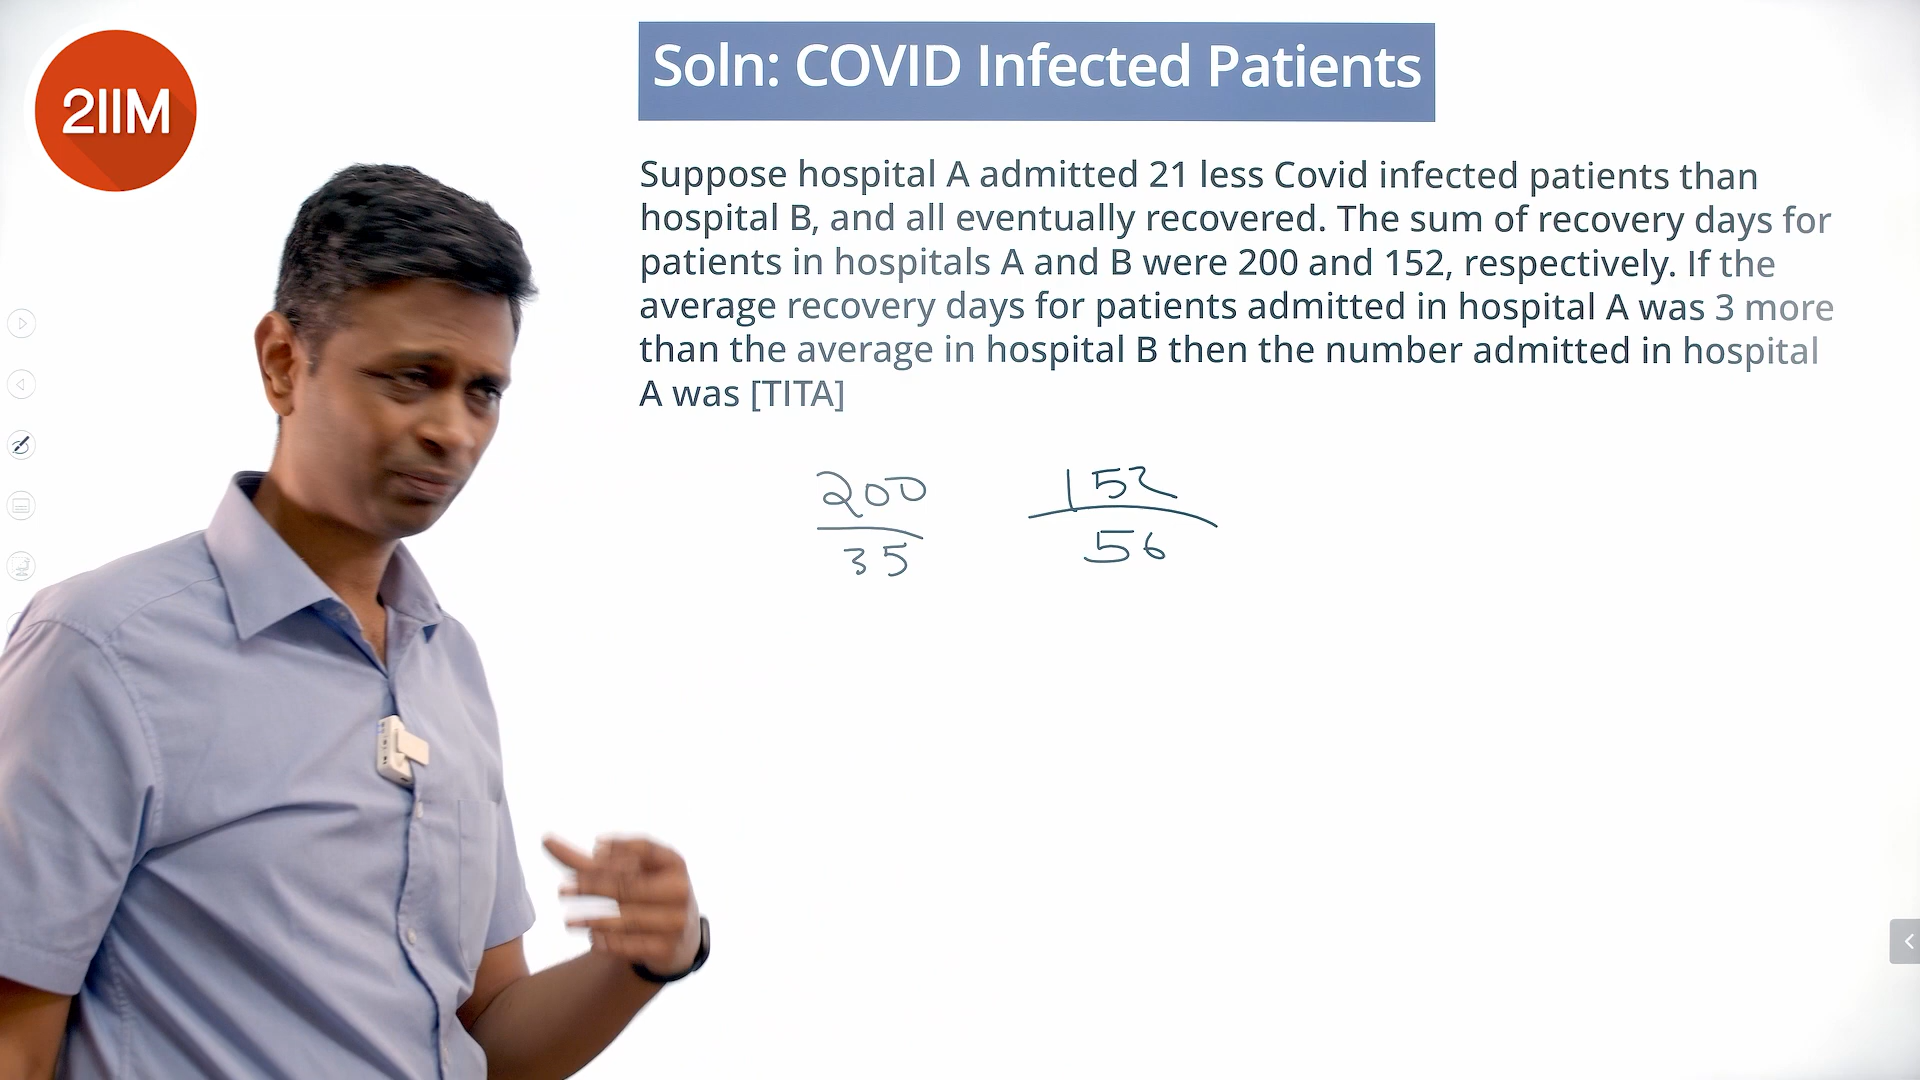 2IIM
Soln: COVID Infected Patients
Suppose hospital A admitted 21 less Covid infected patients than
hospital B, and all eventually recovered. The sum of recovery days for
patients in hospitals A and B were 200 and 152, respectively. If the
average recovery days for patients admitted in hospital A was 3 more
than the average in hospital B then the number admitted in hospital
A was [TITA]
200 152
35 56